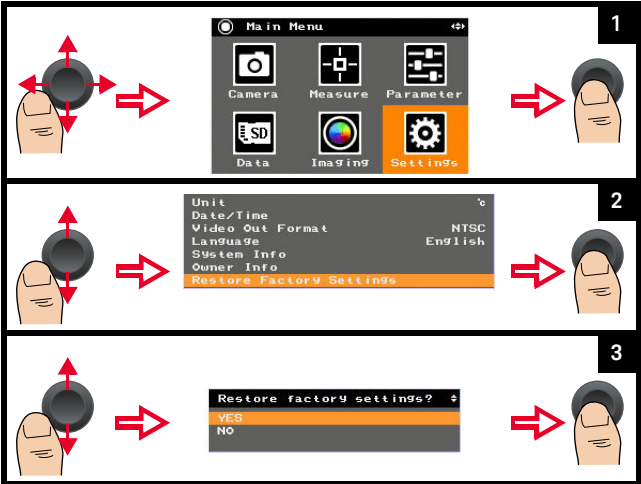 1
Main Menu
Camera Measure Parameter
SD
Data Imaging Settings
2
Unit °c
Date/Time
Video Out Format NTSC
Language English
System Info
Owner Info
Restore Factory Settings
3
Restore factory settings?
YES
NO